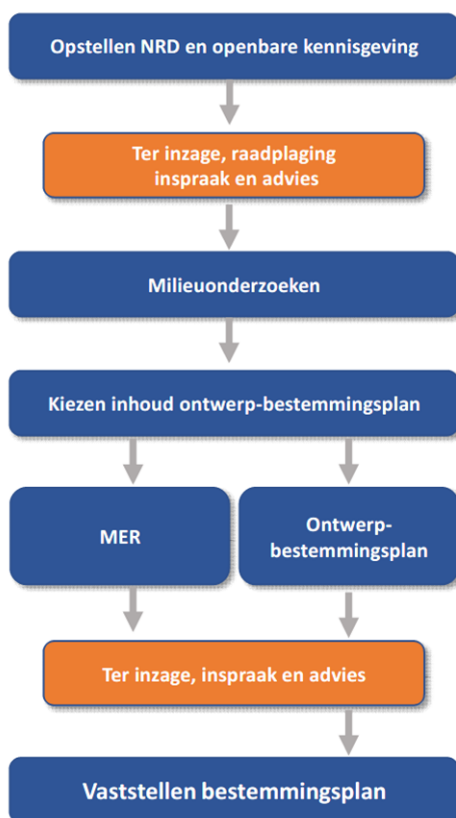 Opstellen NRD en openbare kennisgeving
Ter inzage, raadplaging
inspraak en advies
Milieuonderzoeken
Kiezen inhoud ontwerp-bestemmingsplan
MER
Ontwerp-
bestemmingsplan
Ter inzage, inspraak en advies
Vaststellen bestemmingsplan